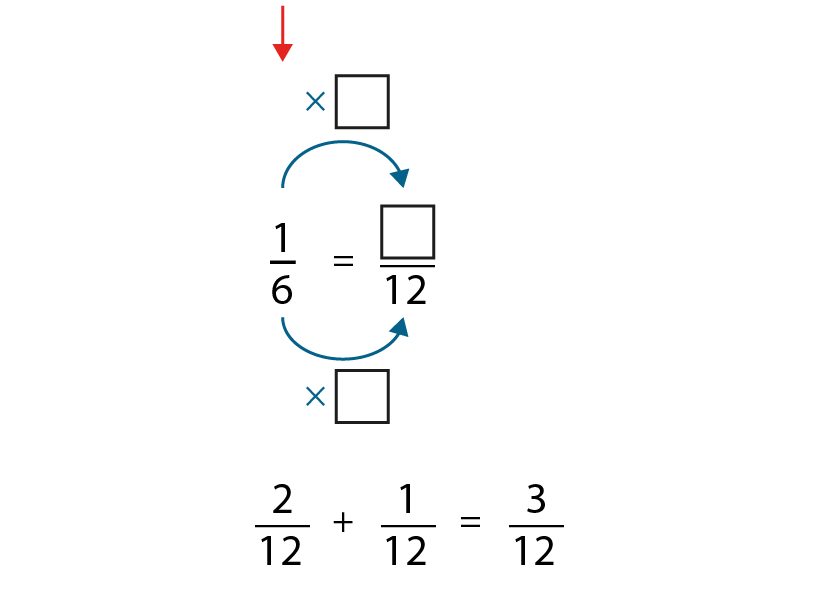 × □
1/6 = □/12
× □
2/12 + 1/12 = 3/12